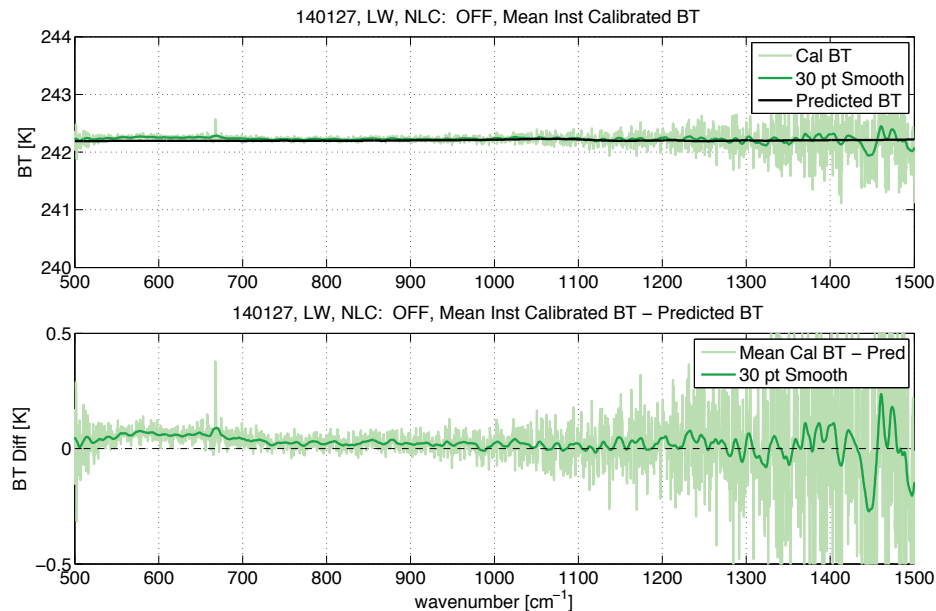 140127, LW, NLC:  OFF, Mean Inst Calibrated BT
244
243
242
241
240
BT [K]
Cal BT
30 pt Smooth
Predicted BT
500 600 700 800 900 1000 1100 1200 1300 1400 1500
140127, LW, NLC:  OFF, Mean Inst Calibrated BT − Predicted BT
0.5
0
−0.5
BT Diff [K]
Mean Cal BT − Pred
30 pt Smooth
500 600 700 800 900 1000 1100 1200 1300 1400 1500
wavenumber [cm⁻¹]